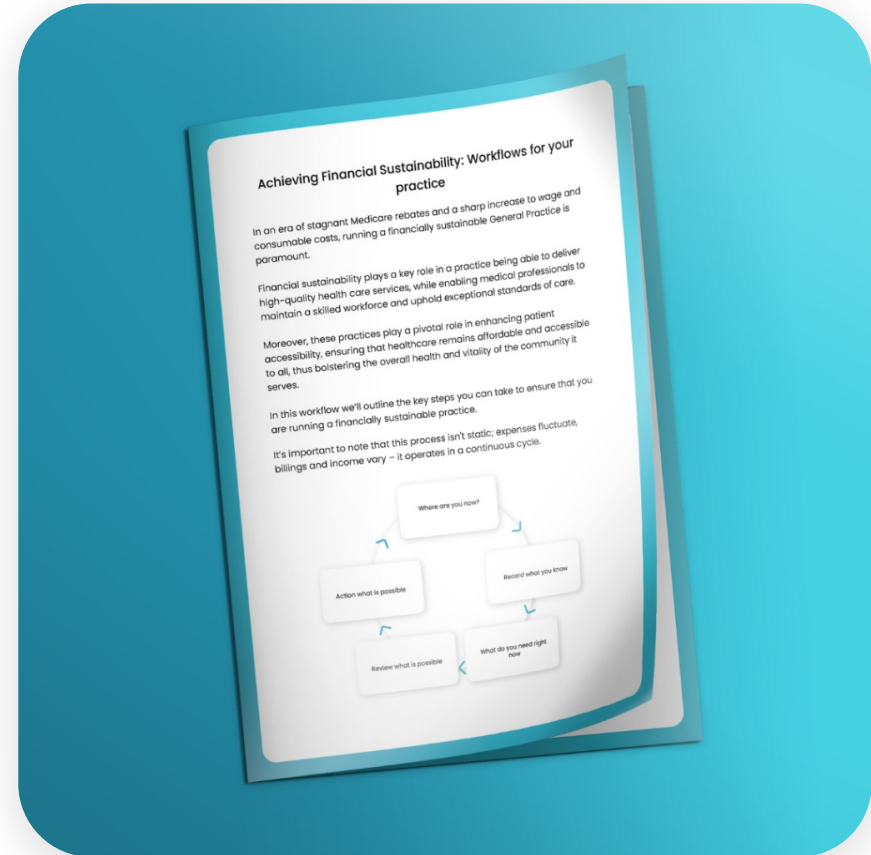 Achieving Financial Sustainability: Workflows for your
practice
In an era of stagnant Medicare rebates and a sharp increase to wage and
consumable costs, running a financially sustainable General Practice is
paramount.
Financial sustainability plays a key role in a practice being able to deliver
high-quality health care services, while enabling medical professionals to
maintain a skilled workforce and uphold exceptional standards of care.
Moreover, these practices play a pivotal role in enhancing patient
accessibility, ensuring that healthcare remains affordable and accessible
to all, thus bolstering the overall health and vitality of the community it
serves.
In this workflow we'll outline the key steps you can take to ensure that you
are running a financially sustainable practice.
It's important to note that this process isn't static; expenses fluctuate,
billings and income vary – it operates in a continuous cycle.
Where are you now?
Record what you know
What do you need right
now
Review what is possible
Action what is possible